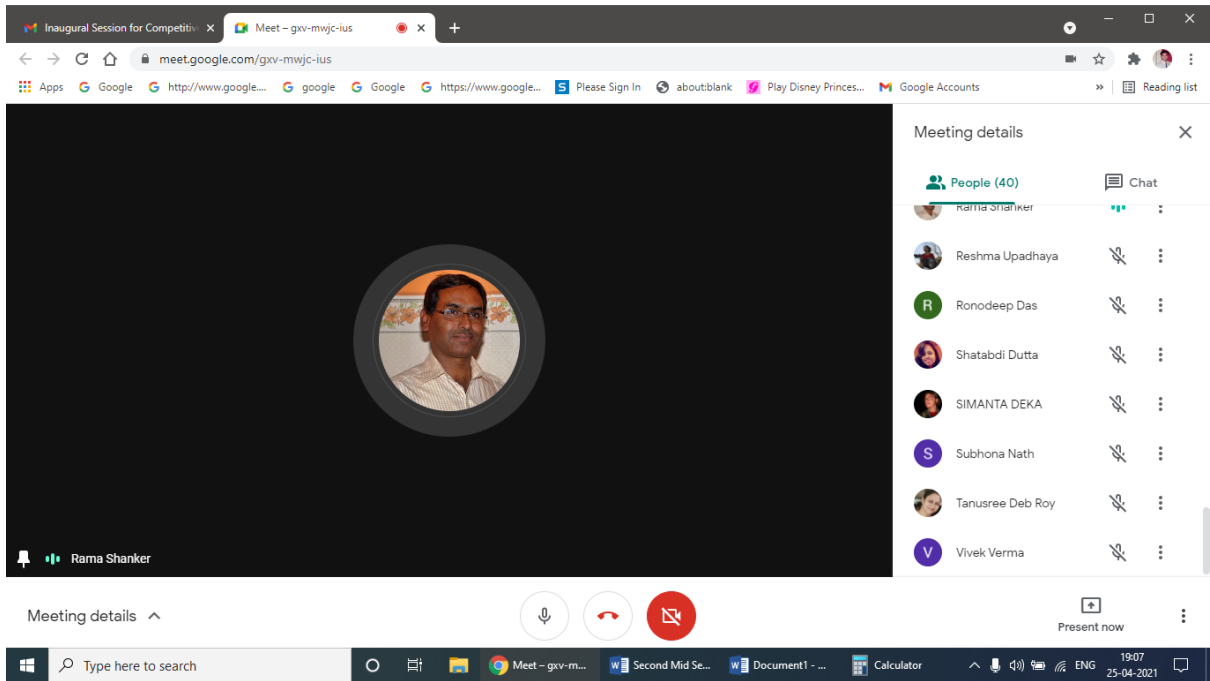 Inaugural Session for Competitiv
Meet – gxv-mwjc-ius
meet.google.com/gxv-mwjc-ius
Apps Google http://www.google.... google Google https://www.google... Please Sign In about:blank Play Disney Princes... Google Accounts » Reading list
Meeting details
People (40) Chat
Rama Shanker
Reshma Upadhaya
R Ronodeep Das
Shatabdi Dutta
SIMANTA DEKA
S Subhona Nath
Tanusree Deb Roy
V Vivek Verma
Rama Shanker
Meeting details
Present now
Type here to search
Meet – gxv-m...
Second Mid Se...
Document1 - ...
Calculator
ENG
19:07
25-04-2021